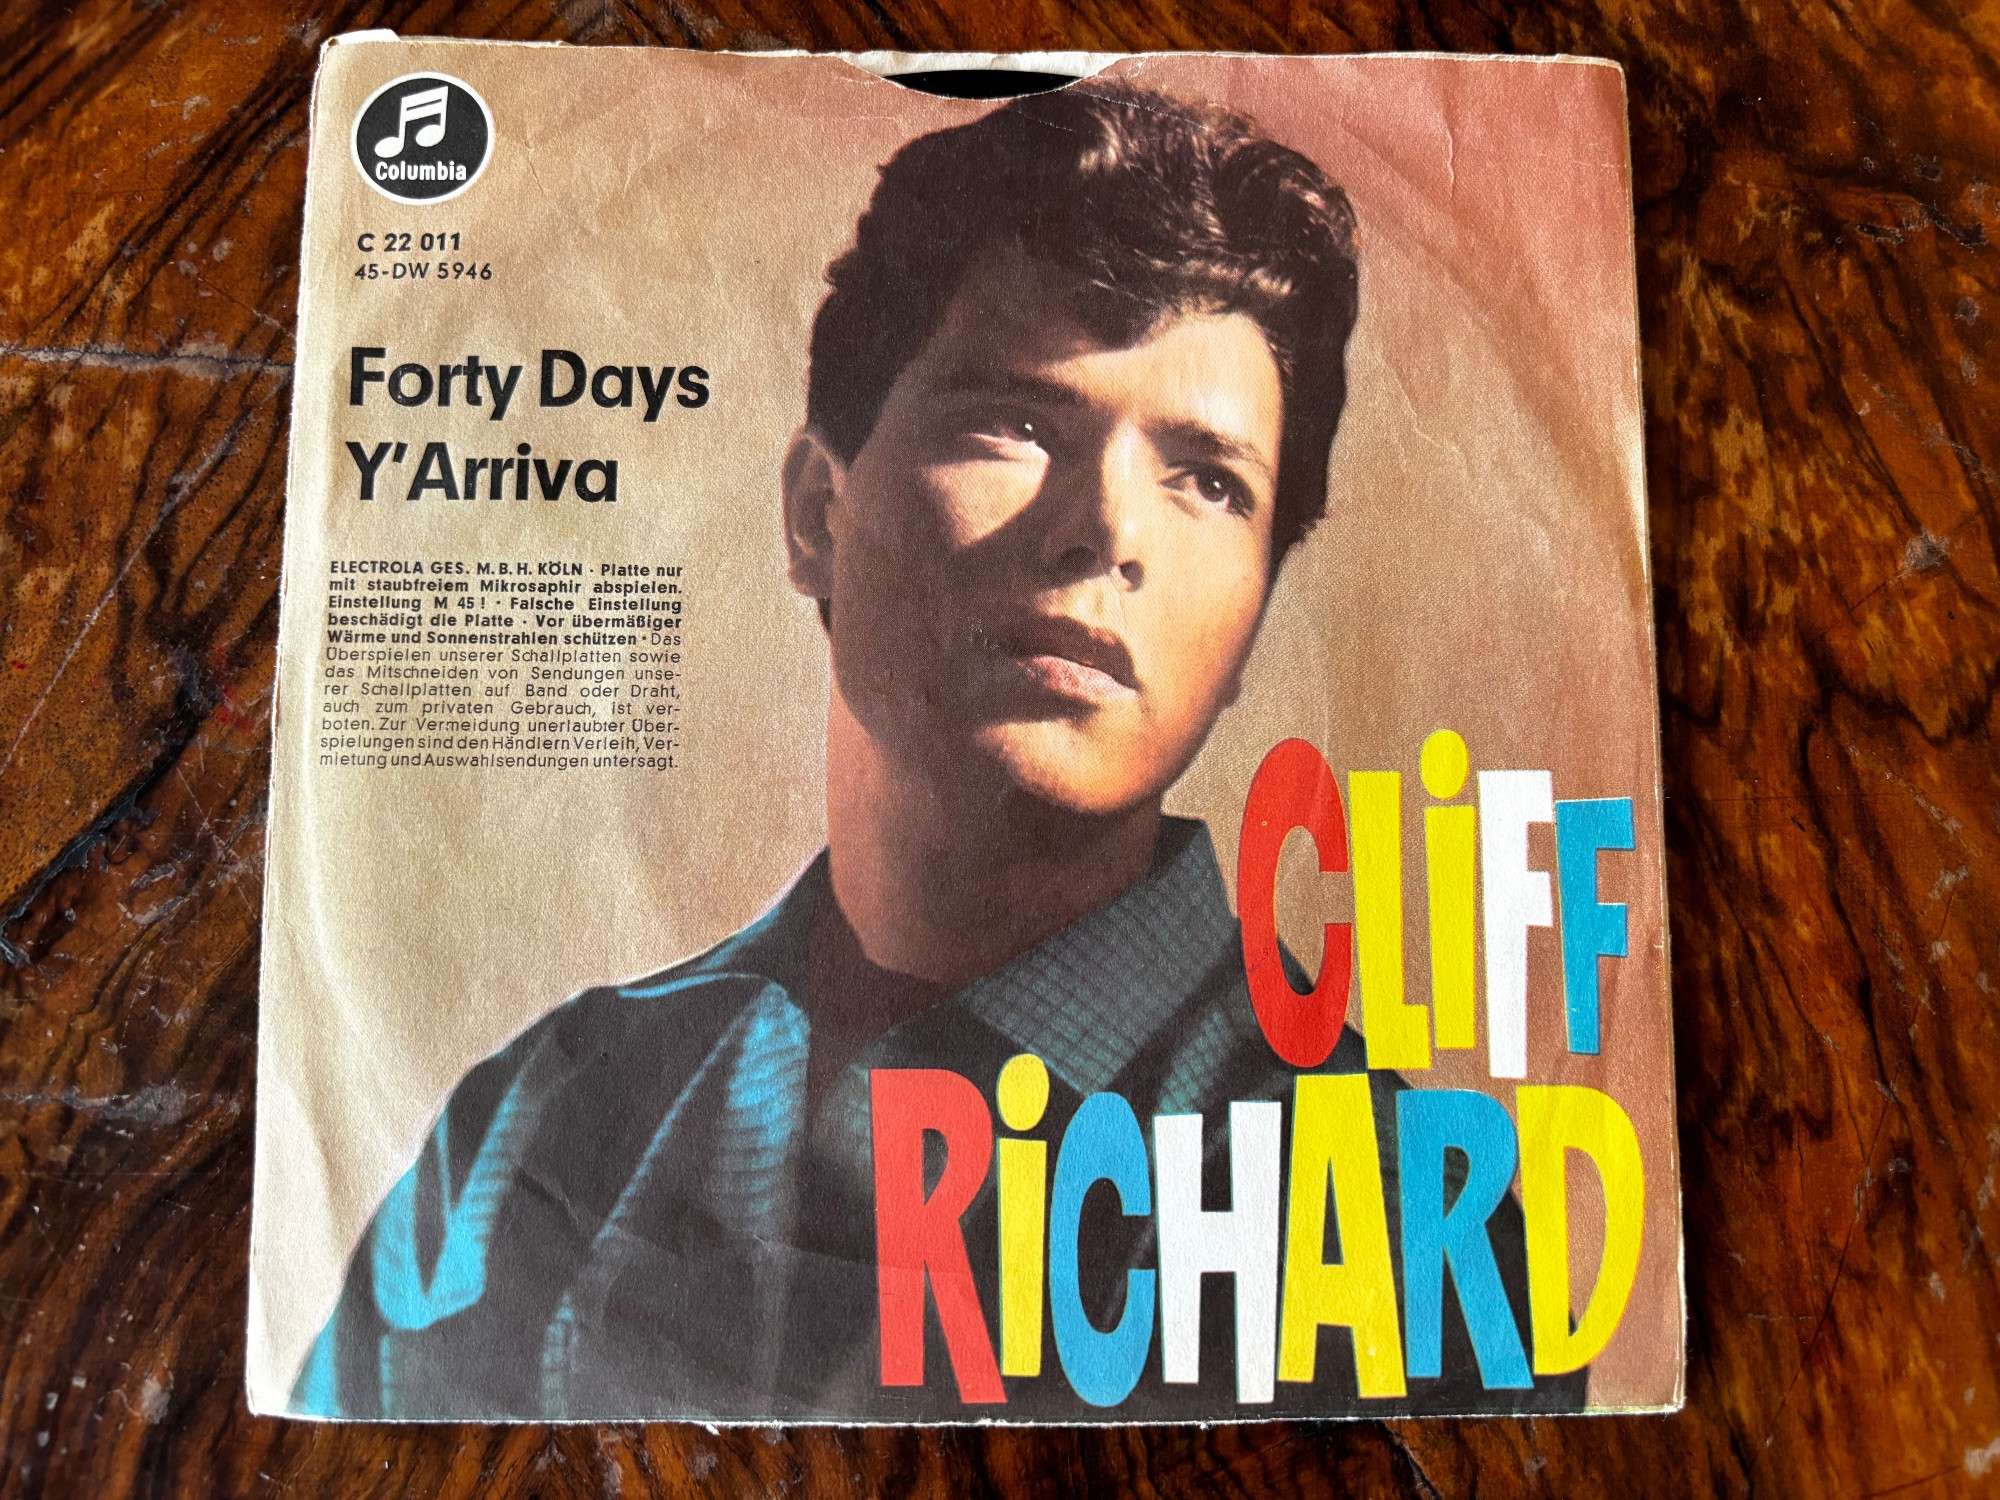 Columbia
C 22 011
45-DW 5946
Forty Days
Y'Arriva
ELECTROLA GES. M. B. H. KÖLN · Platte nur
mit staubfreiem Mikrosaphir abspielen.
Einstellung M 45 ! · Falsche Einstellung
beschädigt die Platte · Vor übermäßiger
Wärme und Sonnenstrahlen schützen · Das
Überspielen unserer Schallplatten sowie
das Mitschneiden von Sendungen unse-
rer Schallplatten auf Band oder Draht,
auch zum privaten Gebrauch, ist ver-
boten. Zur Vermeidung unerlaubter Über-
spielungen sind den Händlern Verleih, Ver-
mietung und Auswahlsendungen untersagt.
CLiFF
RiCHARD